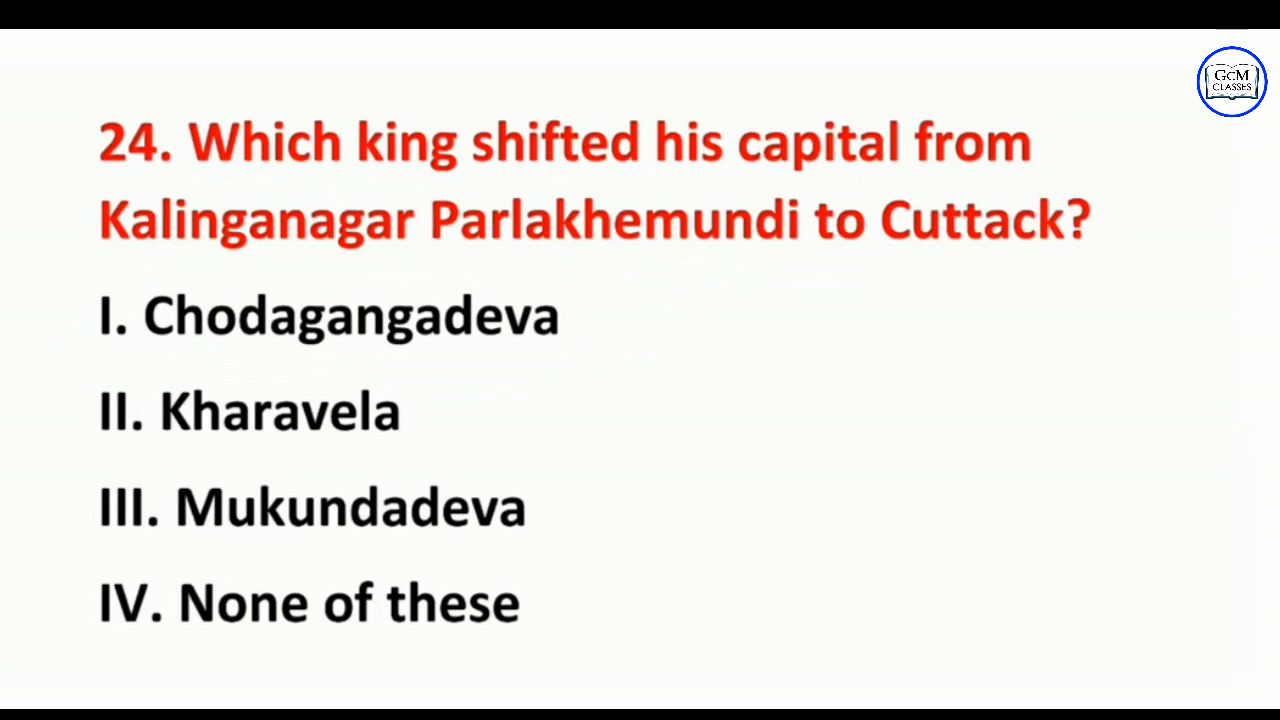 GCM
CLASSES
24. Which king shifted his capital from
Kalinganagar Parlakhemundi to Cuttack?
I. Chodagangadeva
II. Kharavela
III. Mukundadeva
IV. None of these